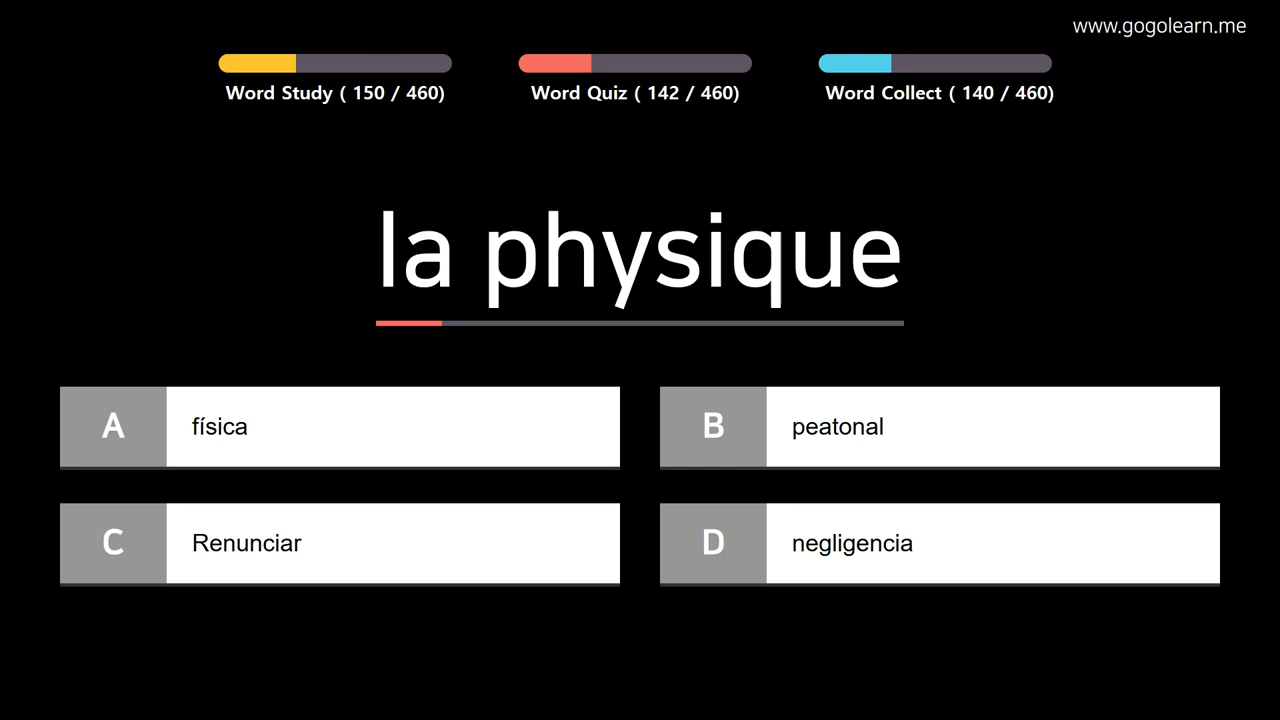 www.gogolearn.me
Word Study ( 150 / 460)
Word Quiz ( 142 / 460)
Word Collect ( 140 / 460)
la physique
A
física
B
peatonal
C
Renunciar
D
negligencia